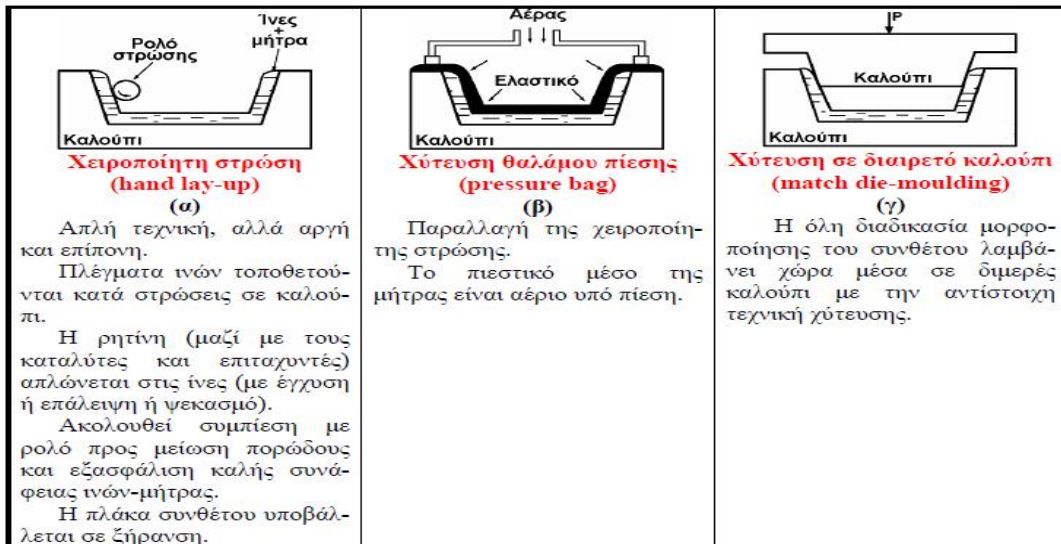 Ίνες
+
μήτρα
Ρολό
στρώσης
Καλούπι
Χειροποίητη στρώση
(hand lay-up)
(α)
Απλή τεχνική, αλλά αργή
και επίπονη.
Πλέγματα ινών τοποθετού-
νται κατά στρώσεις σε καλού-
πι.
Η ρητίνη (μαζί με τους
καταλύτες και επιταχυντές)
απλώνεται στις ίνες (με έγχυση
ή επάλειψη ή ψεκασμό).
Ακολουθεί συμπίεση με
ρολό προς μείωση πορώδους
και εξασφάλιση καλής συνά-
φειας ινών-μήτρας.
Η πλάκα συνθέτου υποβάλ-
λεται σε ξήρανση.
Αέρας
Ελαστικό
Καλούπι
Χύτευση θαλάμου πίεσης
(pressure bag)
(β)
Παραλλαγή της χειροποίη-
της στρώσης.
Το πιεστικό μέσο της
μήτρας είναι αέριο υπό πίεση.
P
Καλούπι
Καλούπι
Χύτευση σε διαιρετό καλούπι
(match die-moulding)
(γ)
Η όλη διαδικασία μορφο-
ποίησης του συνθέτου λαμβά-
νει χώρα μέσα σε διμερές
καλούπι με την αντίστοιχη
τεχνική χύτευσης.